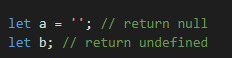 let a = ''; // return null
let b; // return undefined